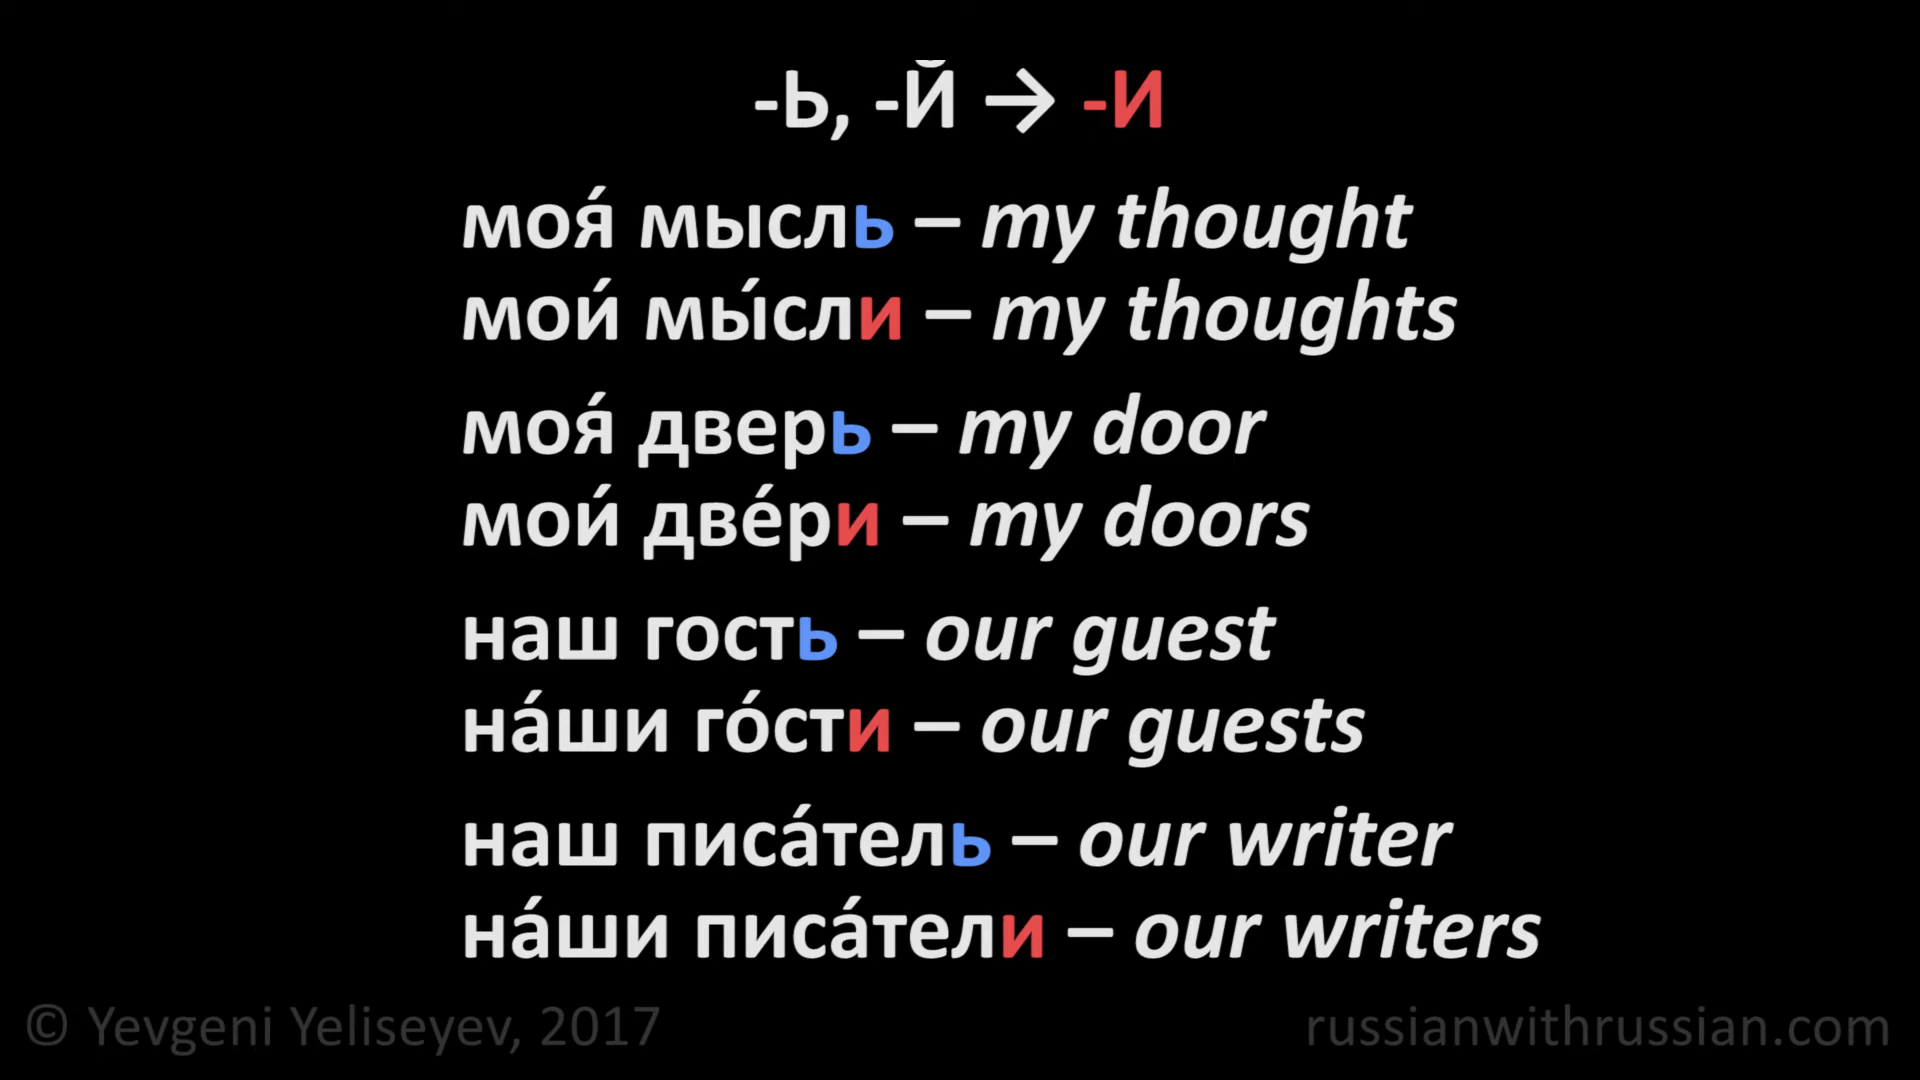 -Ь, -Й → -И
моя́ мысль – my thought
мои́ мы́сли – my thoughts
моя́ дверь – my door
мои́ две́ри – my doors
наш гость – our guest
на́ши го́сти – our guests
наш писа́тель – our writer
на́ши писа́тели – our writers
© Yevgeni Yeliseyev, 2017
russianwithrussian.com